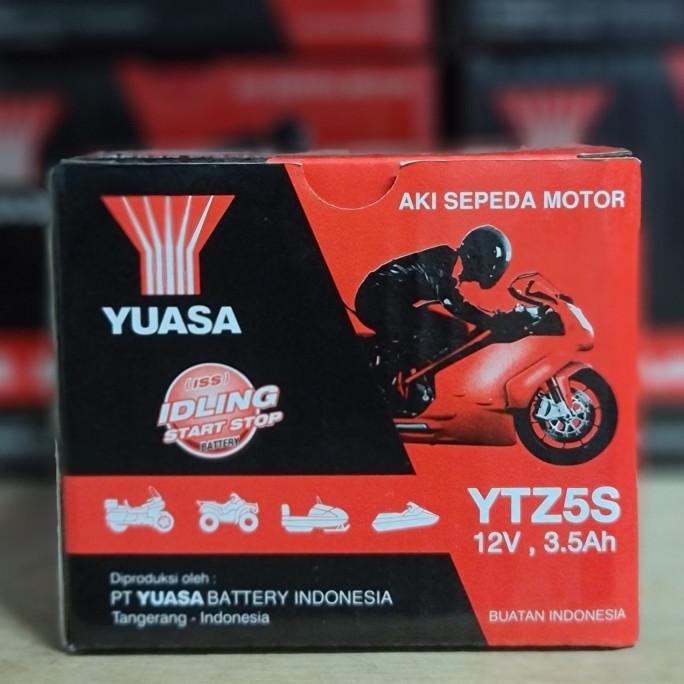 AKI SEPEDA MOTOR
YUASA
(ISS)
IDLING
START STOP
BATTERY
YTZ5S
12V , 3.5Ah
Diproduksi oleh :
PT YUASA BATTERY INDONESIA
Tangerang - Indonesia
BUATAN INDONESIA